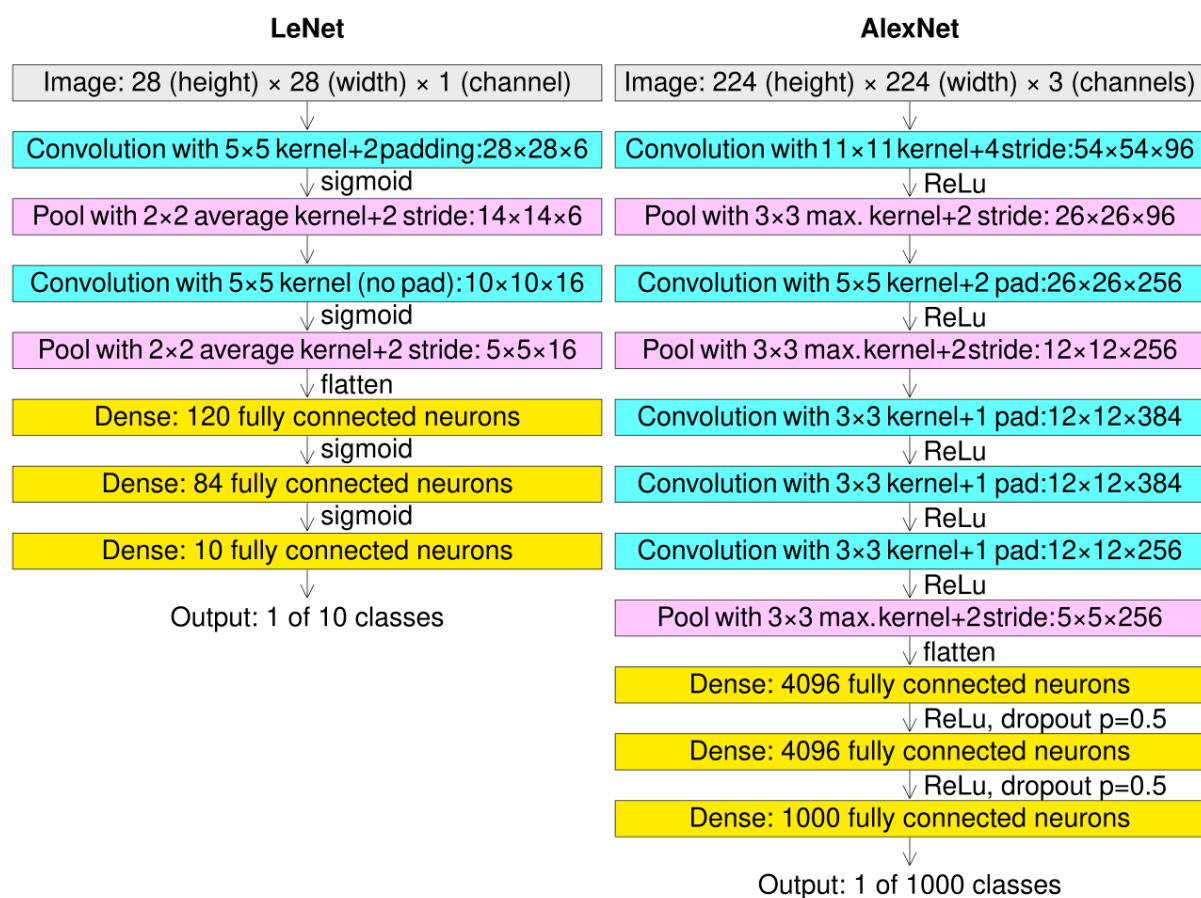 LeNet
Image: 28 (height) × 28 (width) × 1 (channel)
Convolution with 5×5 kernel+2padding:28×28×6
sigmoid
Pool with 2×2 average kernel+2 stride:14×14×6
Convolution with 5×5 kernel (no pad):10×10×16
sigmoid
Pool with 2×2 average kernel+2 stride: 5×5×16
flatten
Dense: 120 fully connected neurons
sigmoid
Dense: 84 fully connected neurons
sigmoid
Dense: 10 fully connected neurons
Output: 1 of 10 classes
AlexNet
Image: 224 (height) × 224 (width) × 3 (channels)
Convolution with 11×11 kernel+4 stride:54×54×96
ReLu
Pool with 3×3 max. kernel+2 stride: 26×26×96
Convolution with 5×5 kernel+2 pad:26×26×256
ReLu
Pool with 3×3 max.kernel+2stride:12×12×256
Convolution with 3×3 kernel+1 pad:12×12×384
ReLu
Convolution with 3×3 kernel+1 pad:12×12×384
ReLu
Convolution with 3×3 kernel+1 pad:12×12×256
ReLu
Pool with 3×3 max.kernel+2stride:5×5×256
flatten
Dense: 4096 fully connected neurons
ReLu, dropout p=0.5
Dense: 4096 fully connected neurons
ReLu, dropout p=0.5
Dense: 1000 fully connected neurons
Output: 1 of 1000 classes